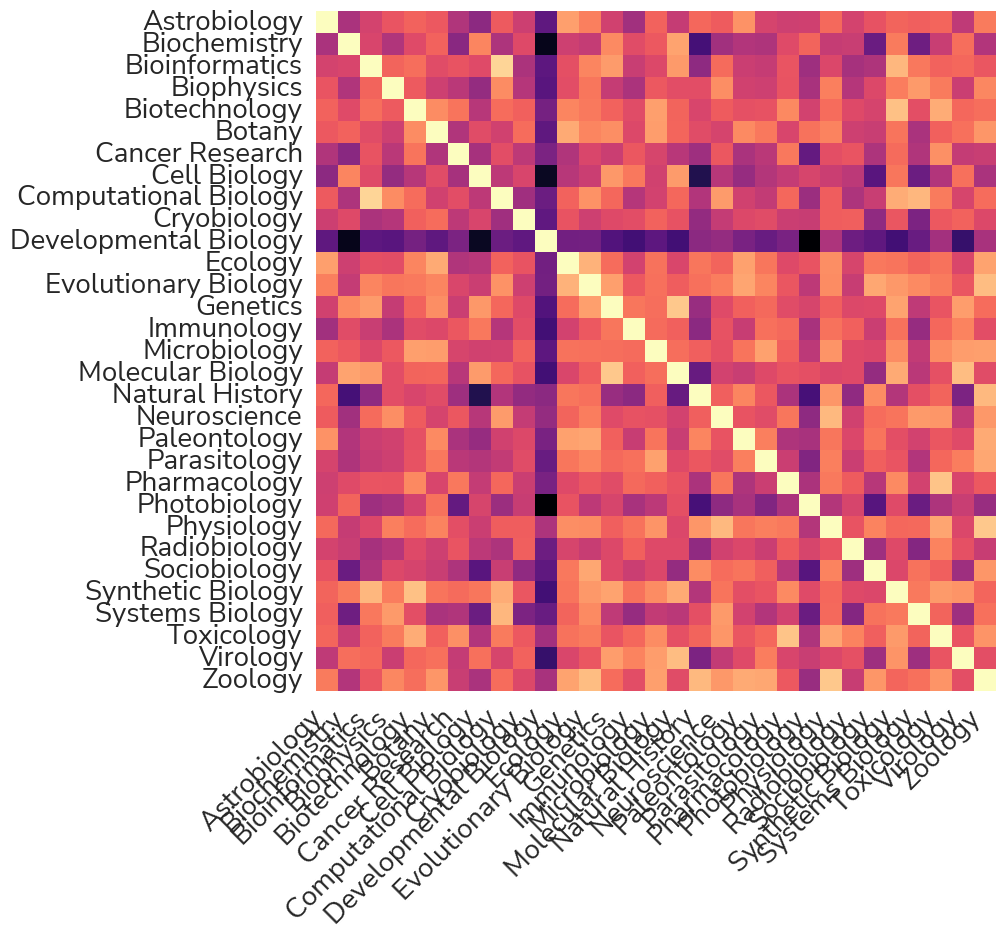 Astrobiology
Biochemistry
Bioinformatics
Biophysics
Biotechnology
Botany
Cancer Research
Cell Biology
Computational Biology
Cryobiology
Developmental Biology
Ecology
Evolutionary Biology
Genetics
Immunology
Microbiology
Molecular Biology
Natural History
Neuroscience
Paleontology
Parasitology
Pharmacology
Photobiology
Physiology
Radiobiology
Sociobiology
Synthetic Biology
Systems Biology
Toxicology
Virology
Zoology
Astrobiology
Biochemistry
Bioinformatics
Biophysics
Biotechnology
Botany
Cancer Research
Cell Biology
Computational Biology
Cryobiology
Developmental Biology
Ecology
Evolutionary Biology
Genetics
Immunology
Microbiology
Molecular Biology
Natural History
Neuroscience
Paleontology
Parasitology
Pharmacology
Photobiology
Physiology
Radiobiology
Sociobiology
Synthetic Biology
Systems Biology
Toxicology
Virology
Zoology